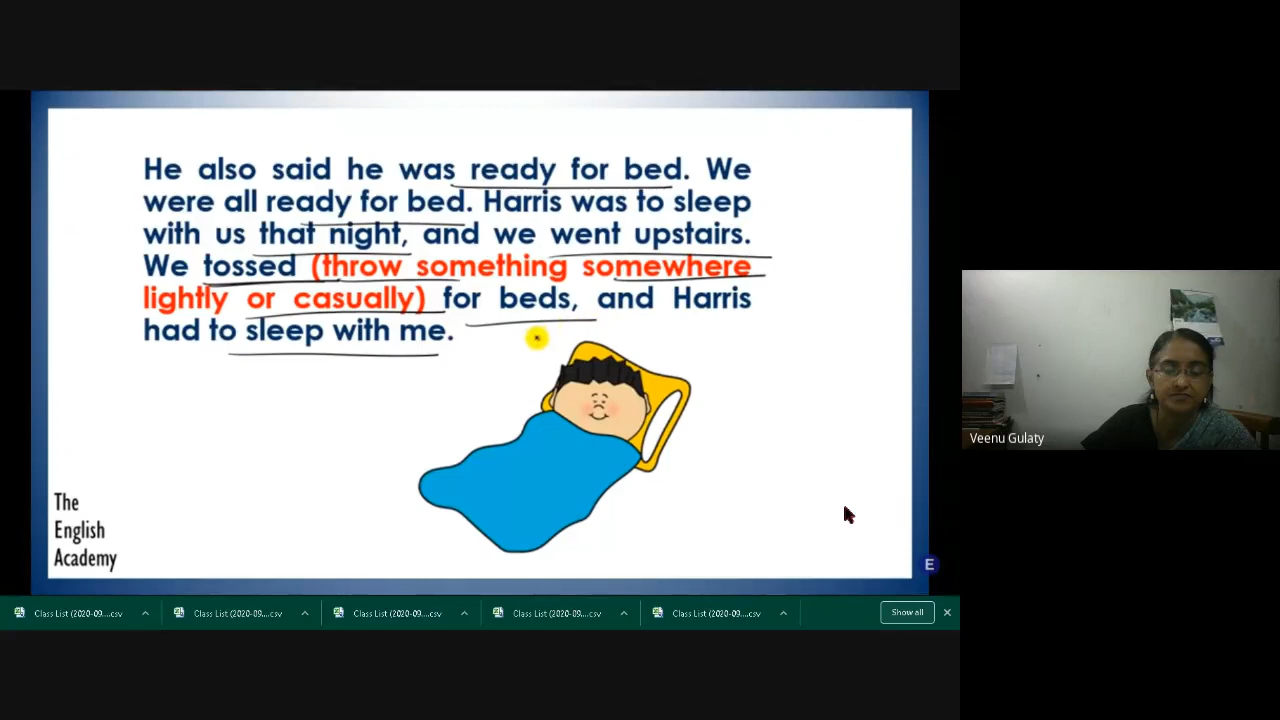 He also said he was ready for bed. We
were all ready for bed. Harris was to sleep
with us that night, and we went upstairs.
We tossed (throw something somewhere
lightly or casually) for beds, and Harris
had to sleep with me.
The
English
Academy
E
Veenu Gulaty
Class List (2020-09....csv
Class List (2020-09....csv
Class List (2020-09....csv
Class List (2020-09....csv
Class List (2020-09....csv
Show all